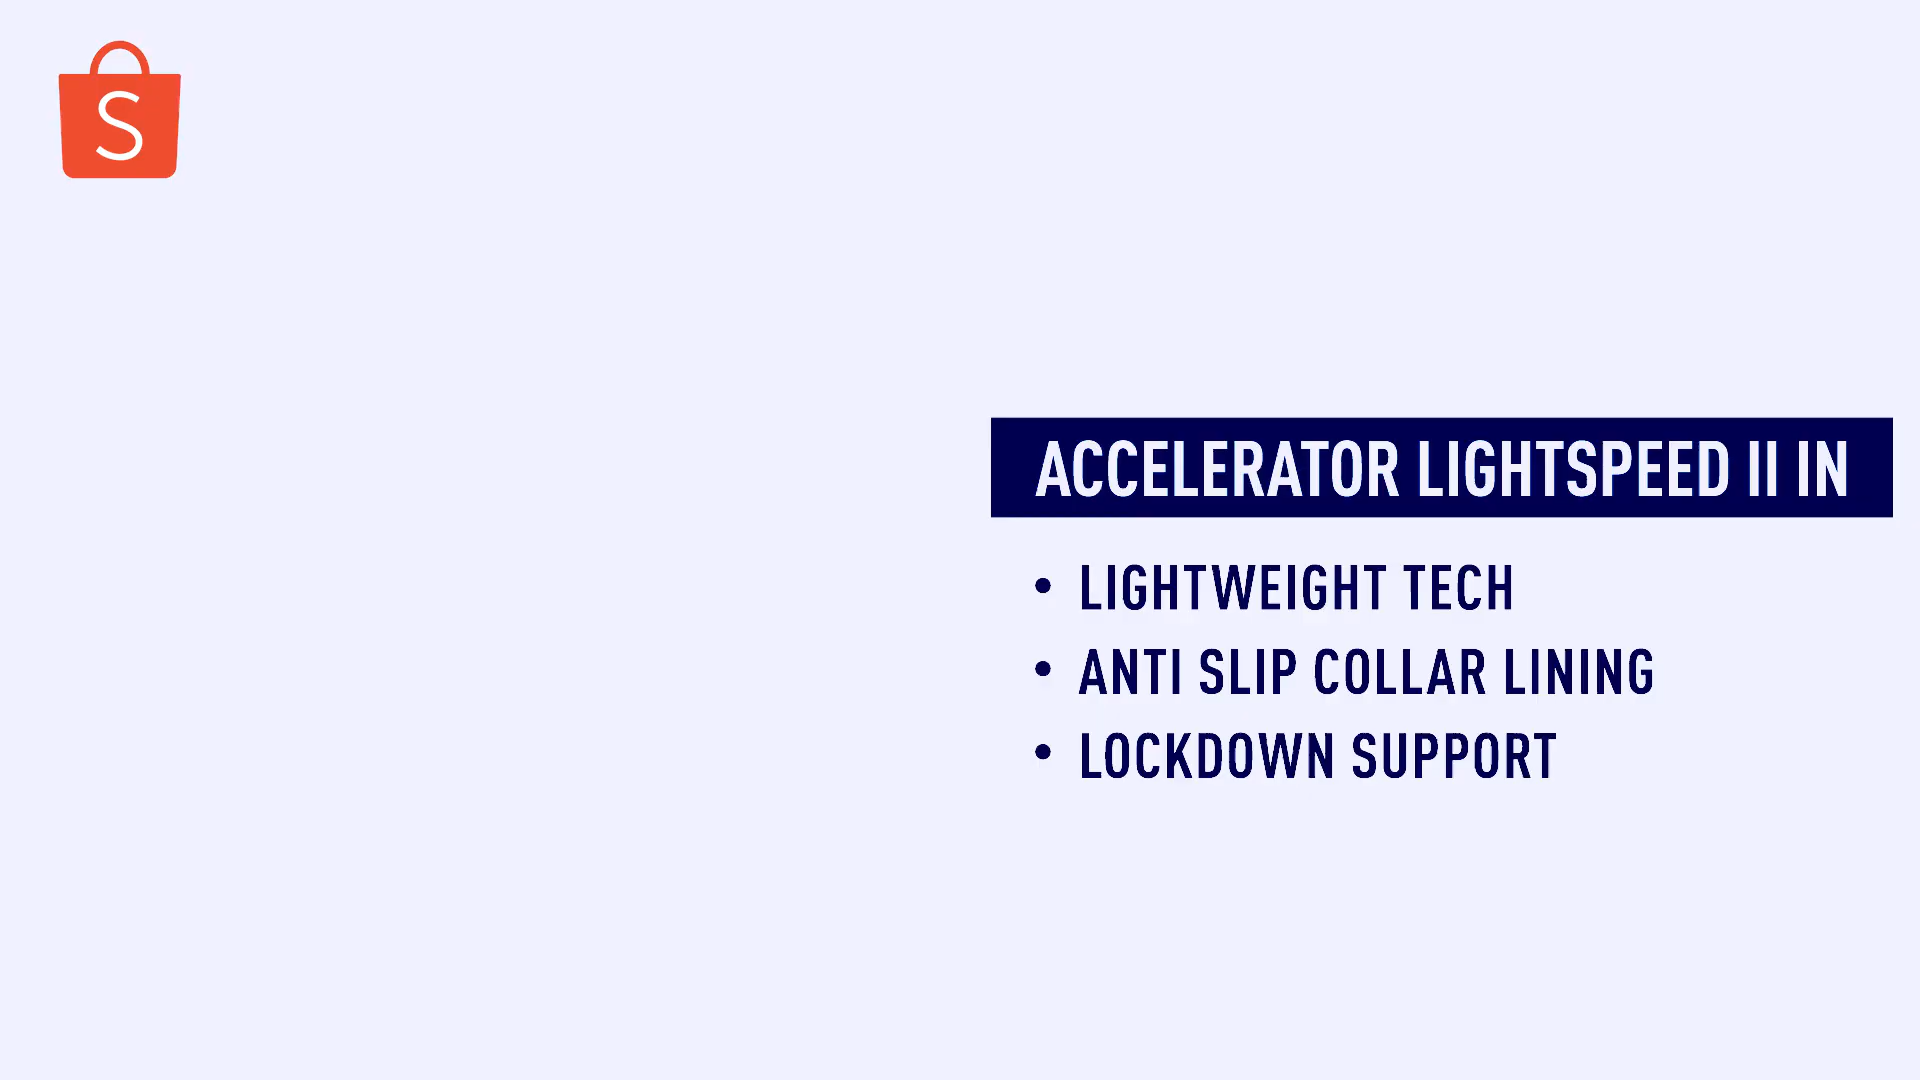 S
ACCELERATOR LIGHTSPEED II IN
• LIGHTWEIGHT TECH
• ANTI SLIP COLLAR LINING
• LOCKDOWN SUPPORT